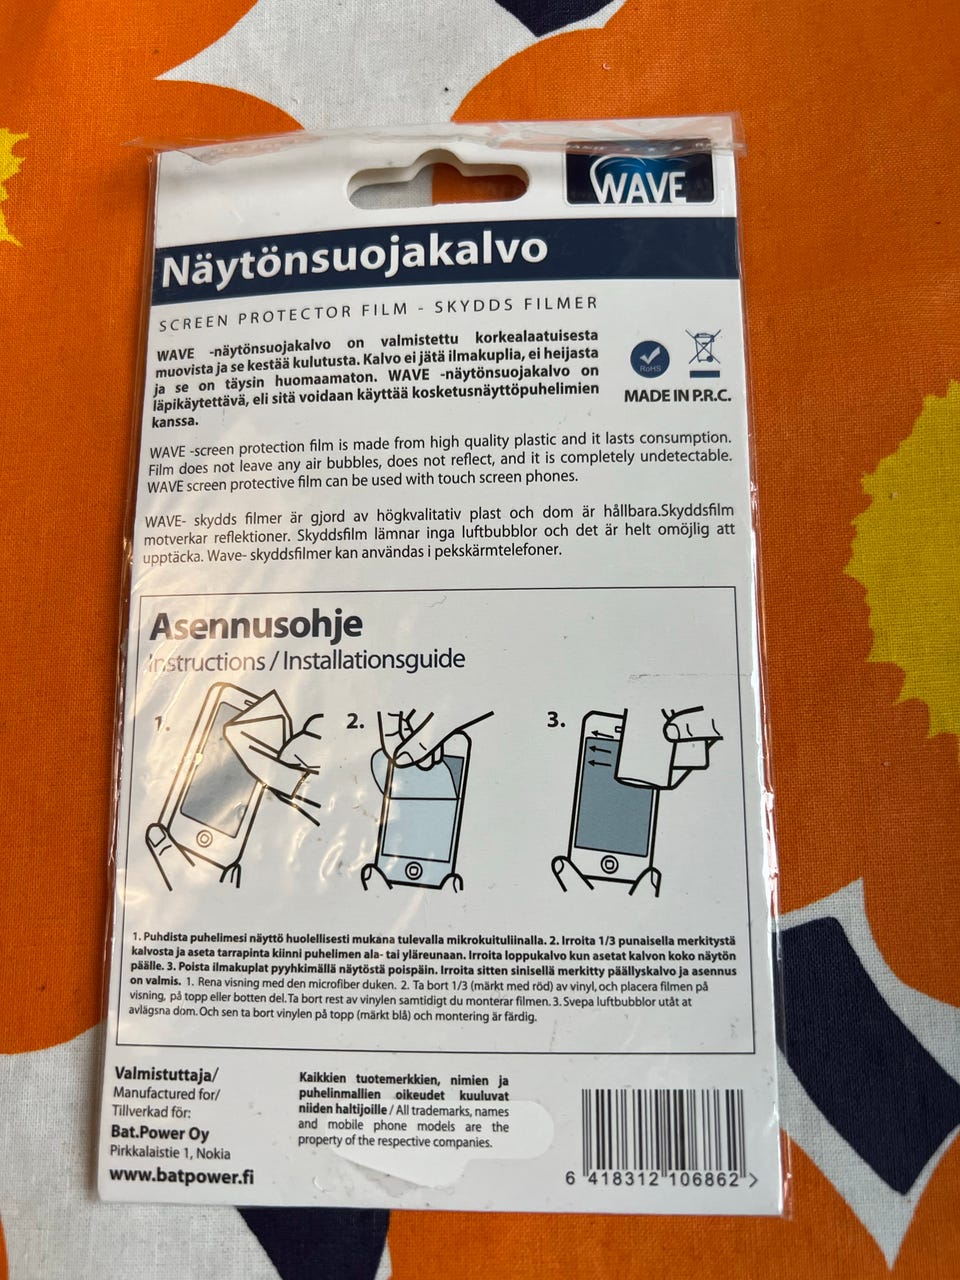 WAVE
Näytönsuojakalvo
SCREEN PROTECTOR FILM - SKYDDS FILMER
WAVE -näytönsuojakalvo on valmistettu korkealaatuisesta
muovista ja se kestää kulutusta. Kalvo ei jätä ilmakuplia, ei heijasta
ja se on täysin huomaamaton. WAVE -näytönsuojakalvo on
läpikäytettävä, eli sitä voidaan käyttää kosketusnäyttöpuhelimien
kanssa.
RoHS
MADE IN P.R.C.
WAVE -screen protection film is made from high quality plastic and it lasts consumption.
Film does not leave any air bubbles, does not reflect, and it is completely undetectable.
WAVE screen protective film can be used with touch screen phones.
WAVE- skydds filmer är gjord av högkvalitativ plast och dom är hållbara.Skyddsfilm
motverkar reflektioner. Skyddsfilm lämnar inga luftbubblor och det är helt omöjlig att
upptäcka. Wave- skyddsfilmer kan användas i pekskärmtelefoner.
Asennusohje
Instructions / Installationsguide
1.
2.
3.
1. Puhdista puhelimesi näyttö huolellisesti mukana tulevalla mikrokuituliinalla. 2. Irroita 1/3 punaisella merkitystä
kalvosta ja aseta tarrapinta kiinni puhelimen ala- tai yläreunaan. Irroita loppukalvo kun asetat kalvon koko näytön
päälle. 3. Poista ilmakuplat pyyhkimällä näytöstä poispäin. Irroita sitten sinisellä merkitty päällyskalvo ja asennus
on valmis. 1. Rena visning med den microfiber duken. 2. Ta bort 1/3 (märkt med röd) av vinyl, och placera filmen på
visning, på topp eller botten del. Ta bort rest av vinylen samtidigt du monterar filmen. 3. Svepa luftbubblor utåt at
avlägsna dom. Och sen ta bort vinylen på topp (märkt blå) och montering är färdig.
Valmistuttaja/
Manufactured for/
Tillverkad för:
Bat.Power Oy
Pirkkalaistie 1, Nokia
www.batpower.fi
Kaikkien tuotemerkkien, nimien ja
puhelinmallien oikeudet kuuluvat
niiden haltijoille / All trademarks, names
and mobile phone models are the
property of the respective companies.
6 418312 106862 >